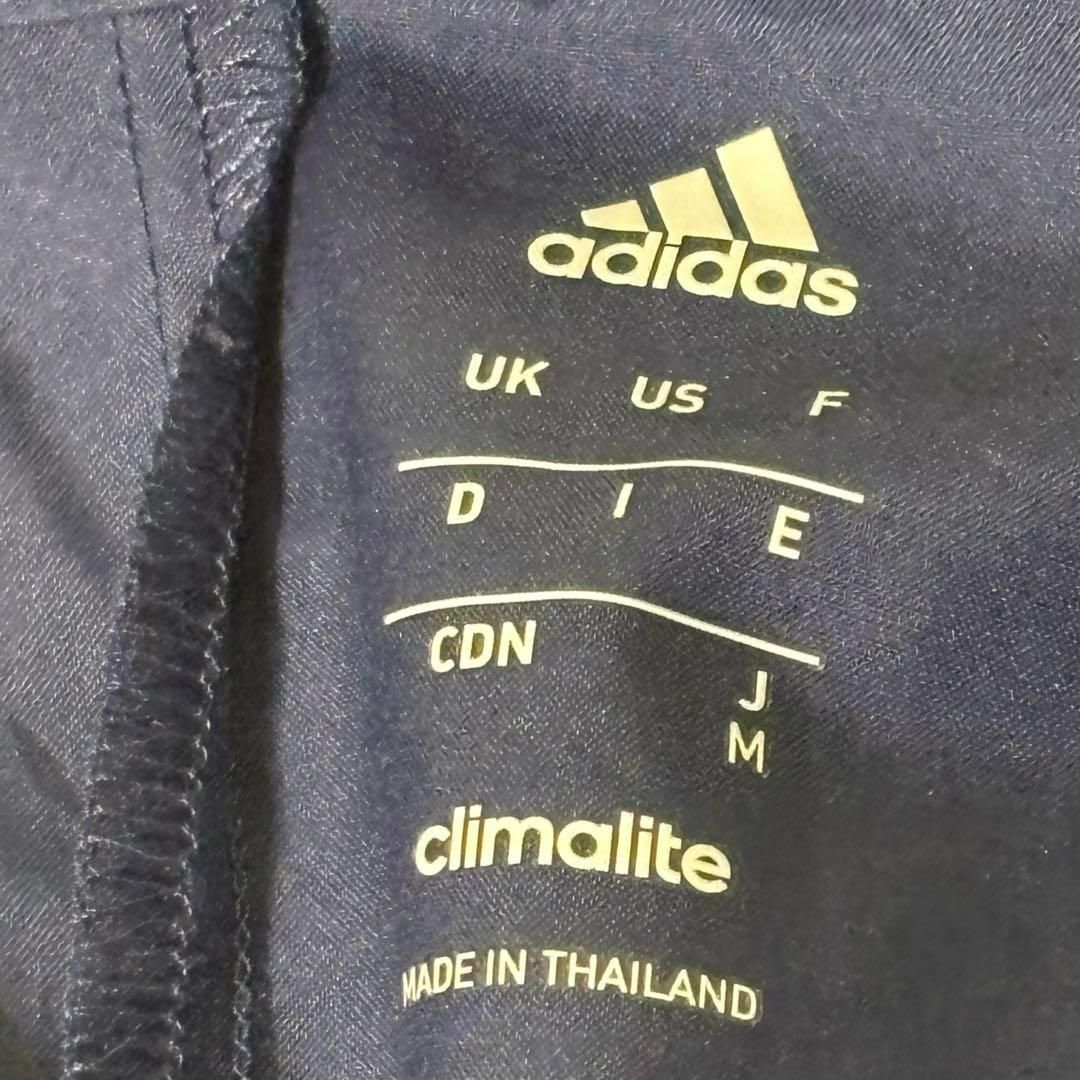 adidas
UK US F
D I E
CDN J
M
climalite
MADE IN THAILAND